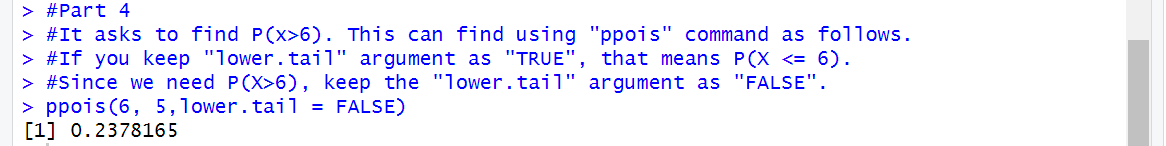 > #Part 4
> #It asks to find P(x>6). This can find using "ppois" command as follows.
> #If you keep "lower.tail" argument as "TRUE", that means P(X <= 6).
> #Since we need P(X>6), keep the "lower.tail" argument as "FALSE".
> ppois(6, 5,lower.tail = FALSE)
[1] 0.2378165